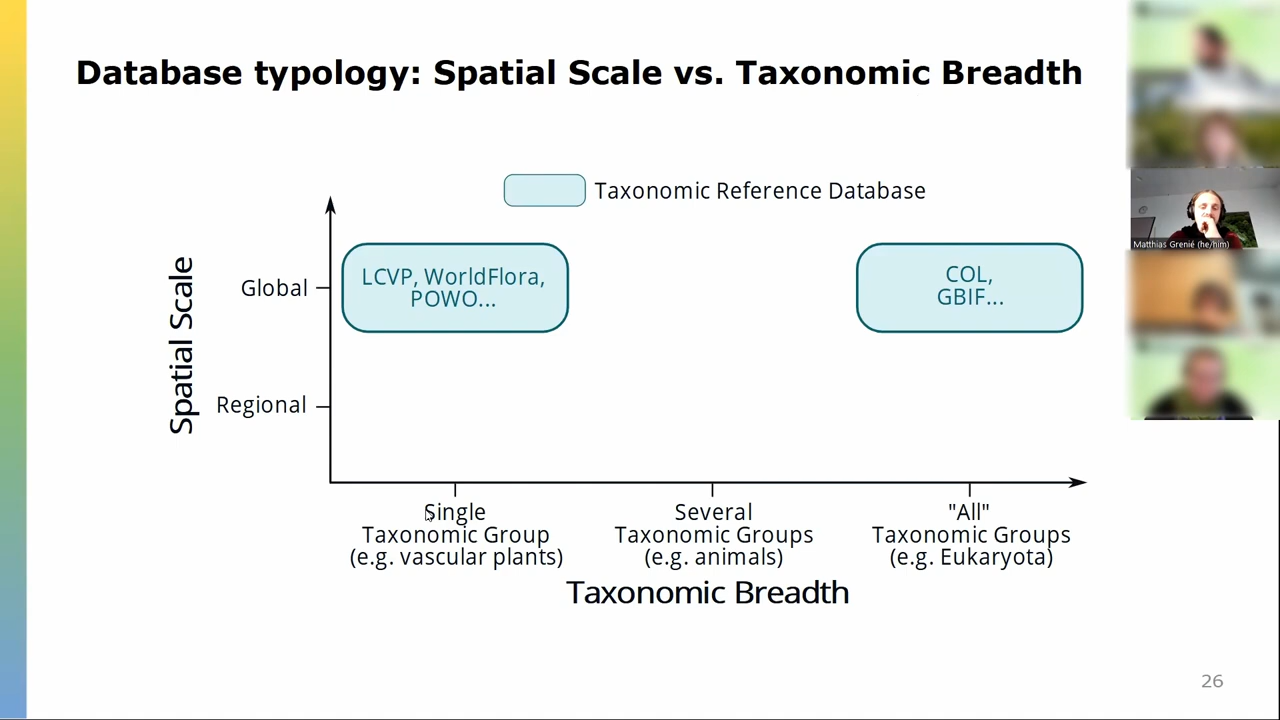 Database typology: Spatial Scale vs. Taxonomic Breadth
Taxonomic Reference Database
Matthias Grenié (he/him)
Spatial Scale
Global
LCVP, WorldFlora,
POWO...
COL,
GBIF...
Regional
Single
Taxonomic Group
(e.g. vascular plants)
Several
Taxonomic Groups
(e.g. animals)
"All"
Taxonomic Groups
(e.g. Eukaryota)
Taxonomic Breadth
26